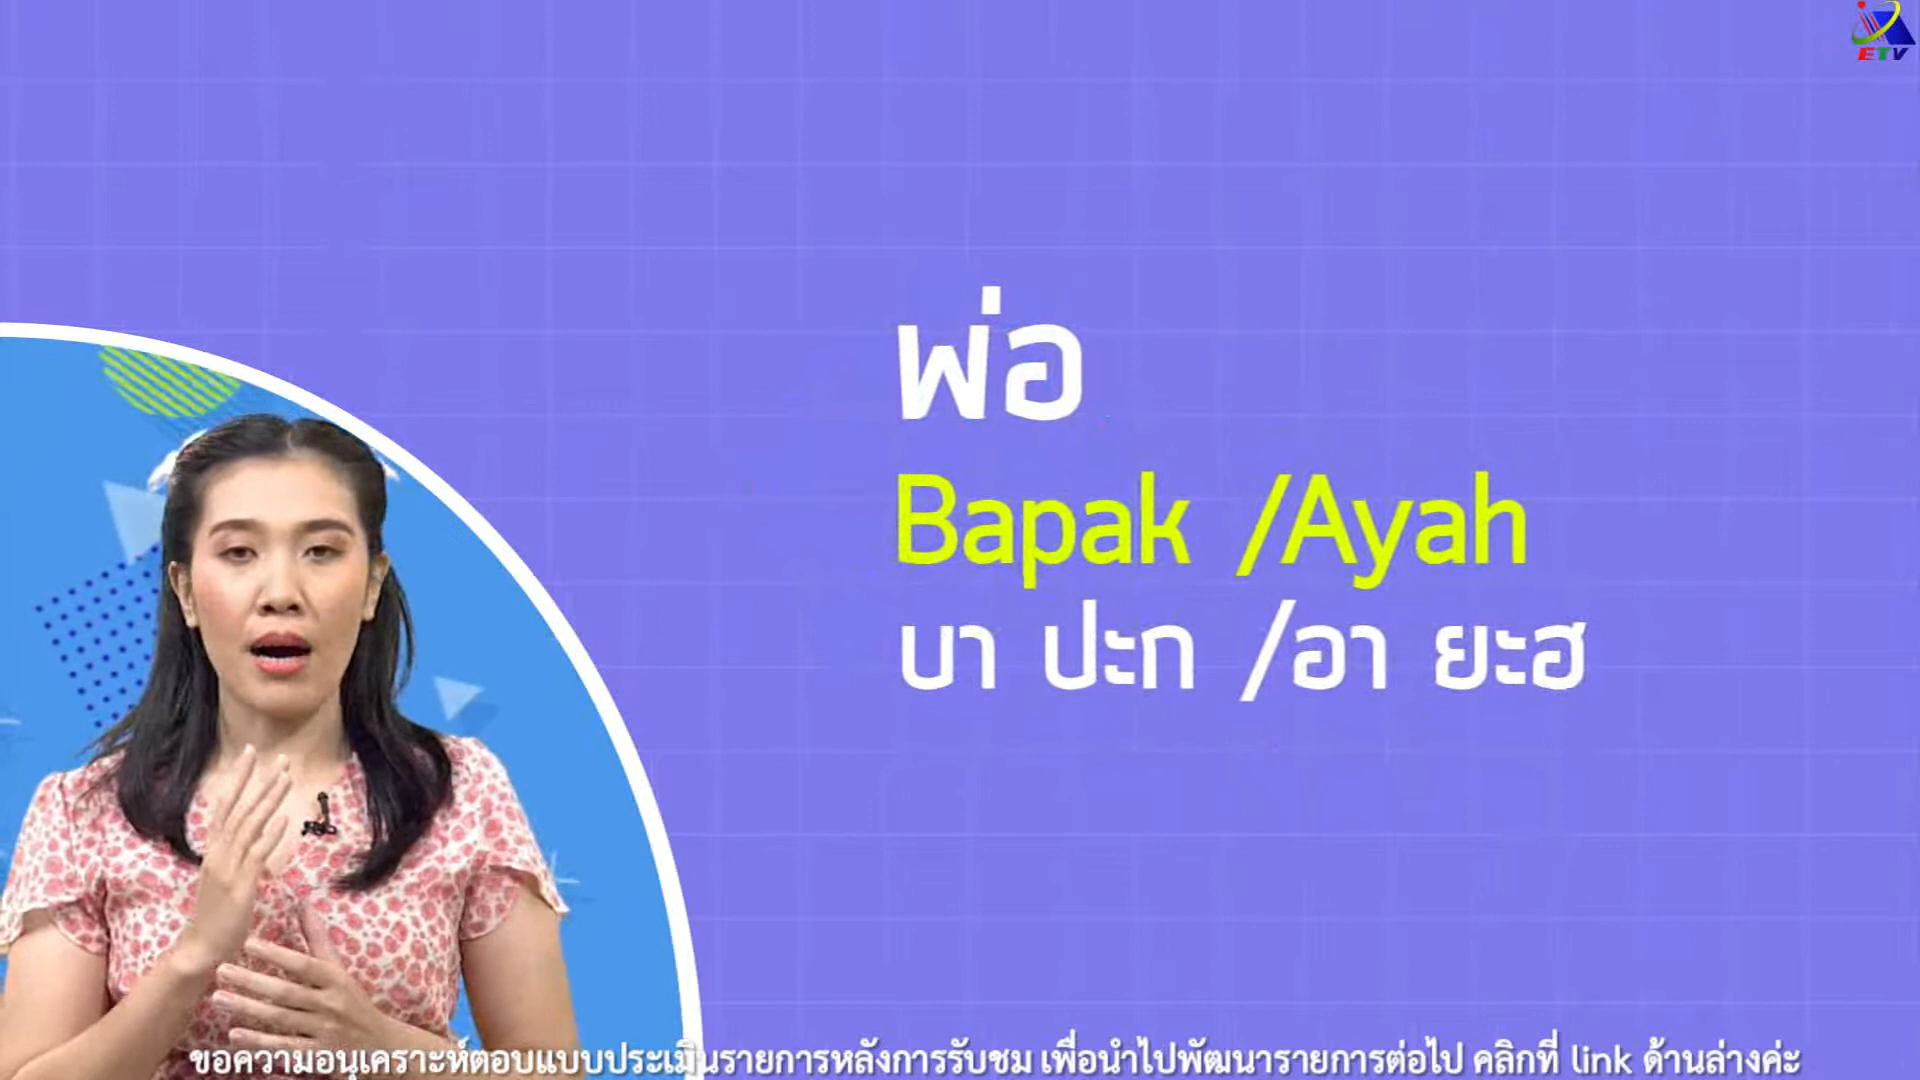 ETV
พ่อ
Bapak /Ayah
บา ปะก /อา ยะฮ
ขอความอนุเคราะห์ตอบแบบประเมินรายการหลังการรับชม เพื่อนำไปพัฒนารายการต่อไป คลิกที่ link ด้านล่างค่ะ